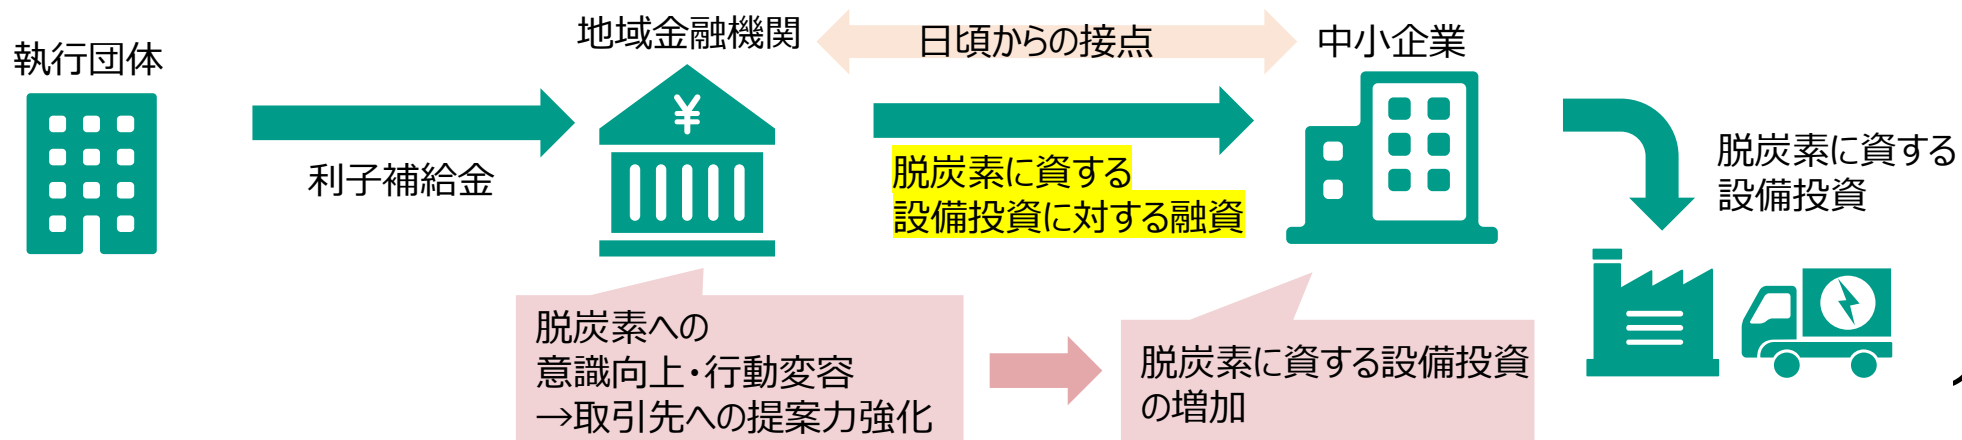 執行団体
地域金融機関
日頃からの接点
中小企業
¥
利子補給金
脱炭素に資する
設備投資に対する融資
脱炭素に資する
設備投資
脱炭素への
意識向上・行動変容
→取引先への提案力強化
脱炭素に資する設備投資
の増加